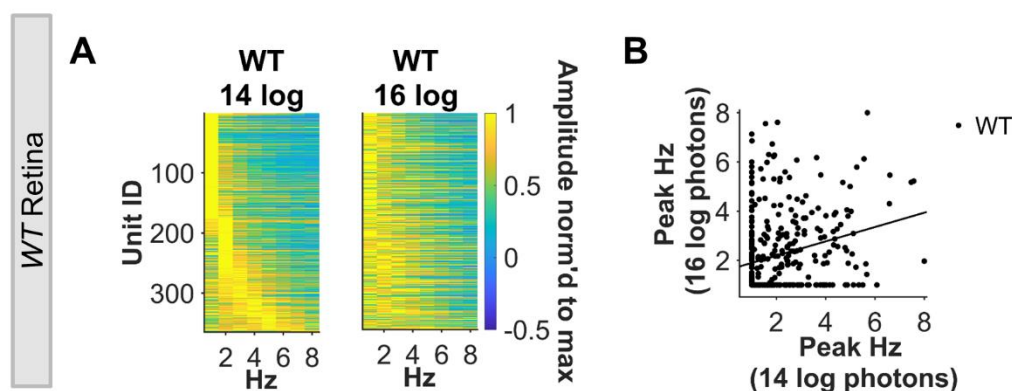 WT Retina
A
WT
14 log
WT
16 log
Unit ID
100
200
300
2 4 6 8
Hz
2 4 6 8
Hz
1
0.5
0
-0.5
Amplitude norm'd to max
B
Peak Hz
(16 log photons)
8
6
4
2
2 4 6 8
Peak Hz
(14 log photons)
WT